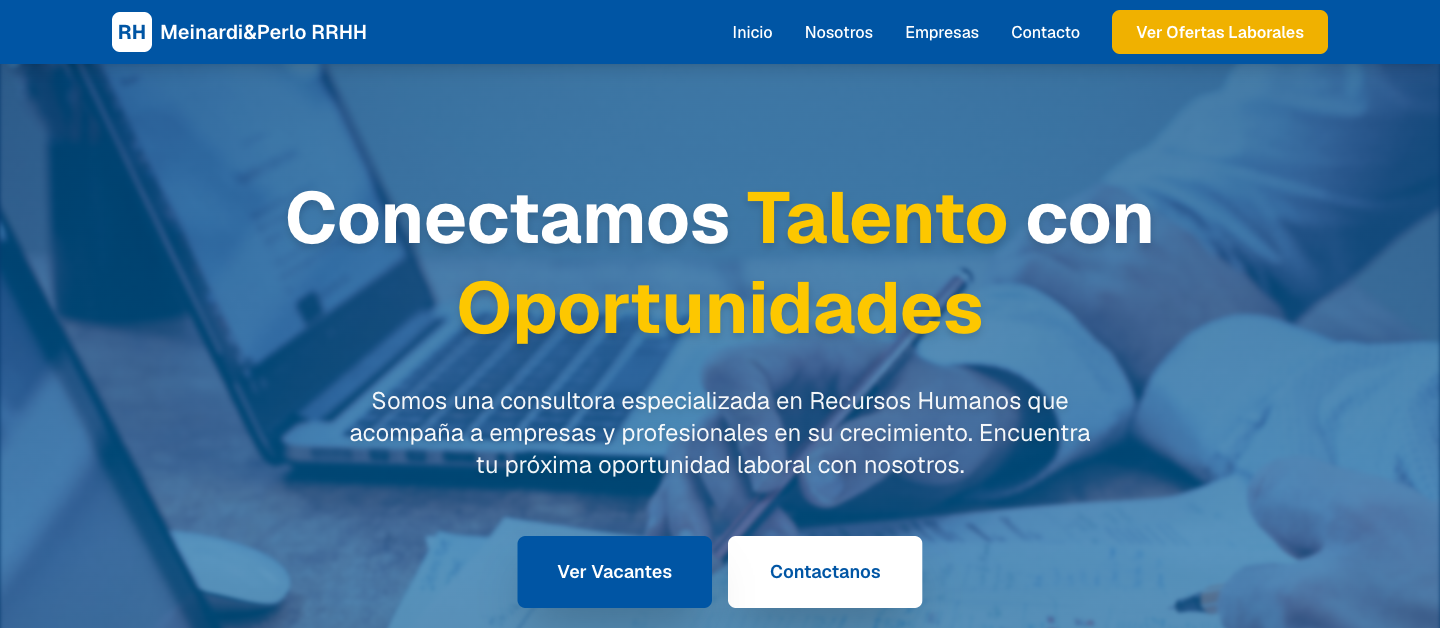 RH Meinardi&Perlo RRHH Inicio Nosotros Empresas Contacto Ver Ofertas Laborales
Conectamos Talento con
Oportunidades
Somos una consultora especializada en Recursos Humanos que
acompaña a empresas y profesionales en su crecimiento. Encuentra
tu próxima oportunidad laboral con nosotros.
Ver Vacantes Contactanos